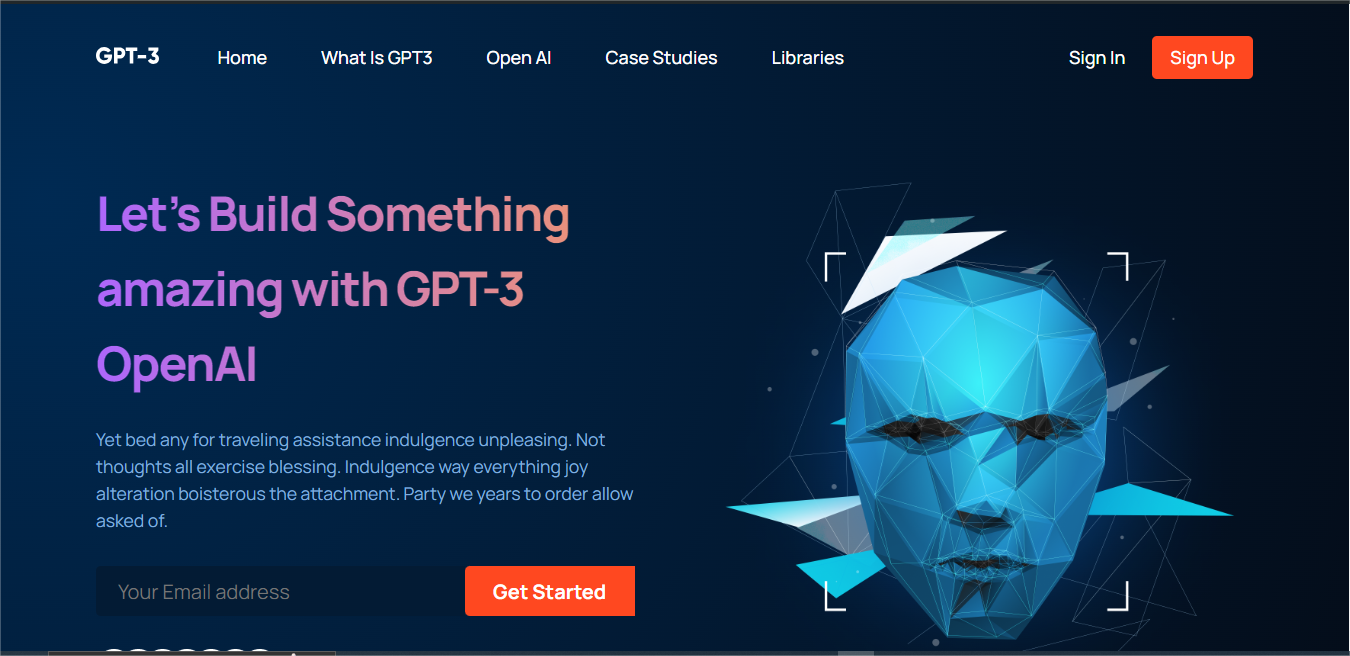 GPT-3 Home What Is GPT3 Open AI Case Studies Libraries Sign In Sign Up
Let's Build Something
amazing with GPT-3
OpenAI
Yet bed any for traveling assistance indulgence unpleasing. Not
thoughts all exercise blessing. Indulgence way everything joy
alteration boisterous the attachment. Party we years to order allow
asked of.
Your Email address Get Started